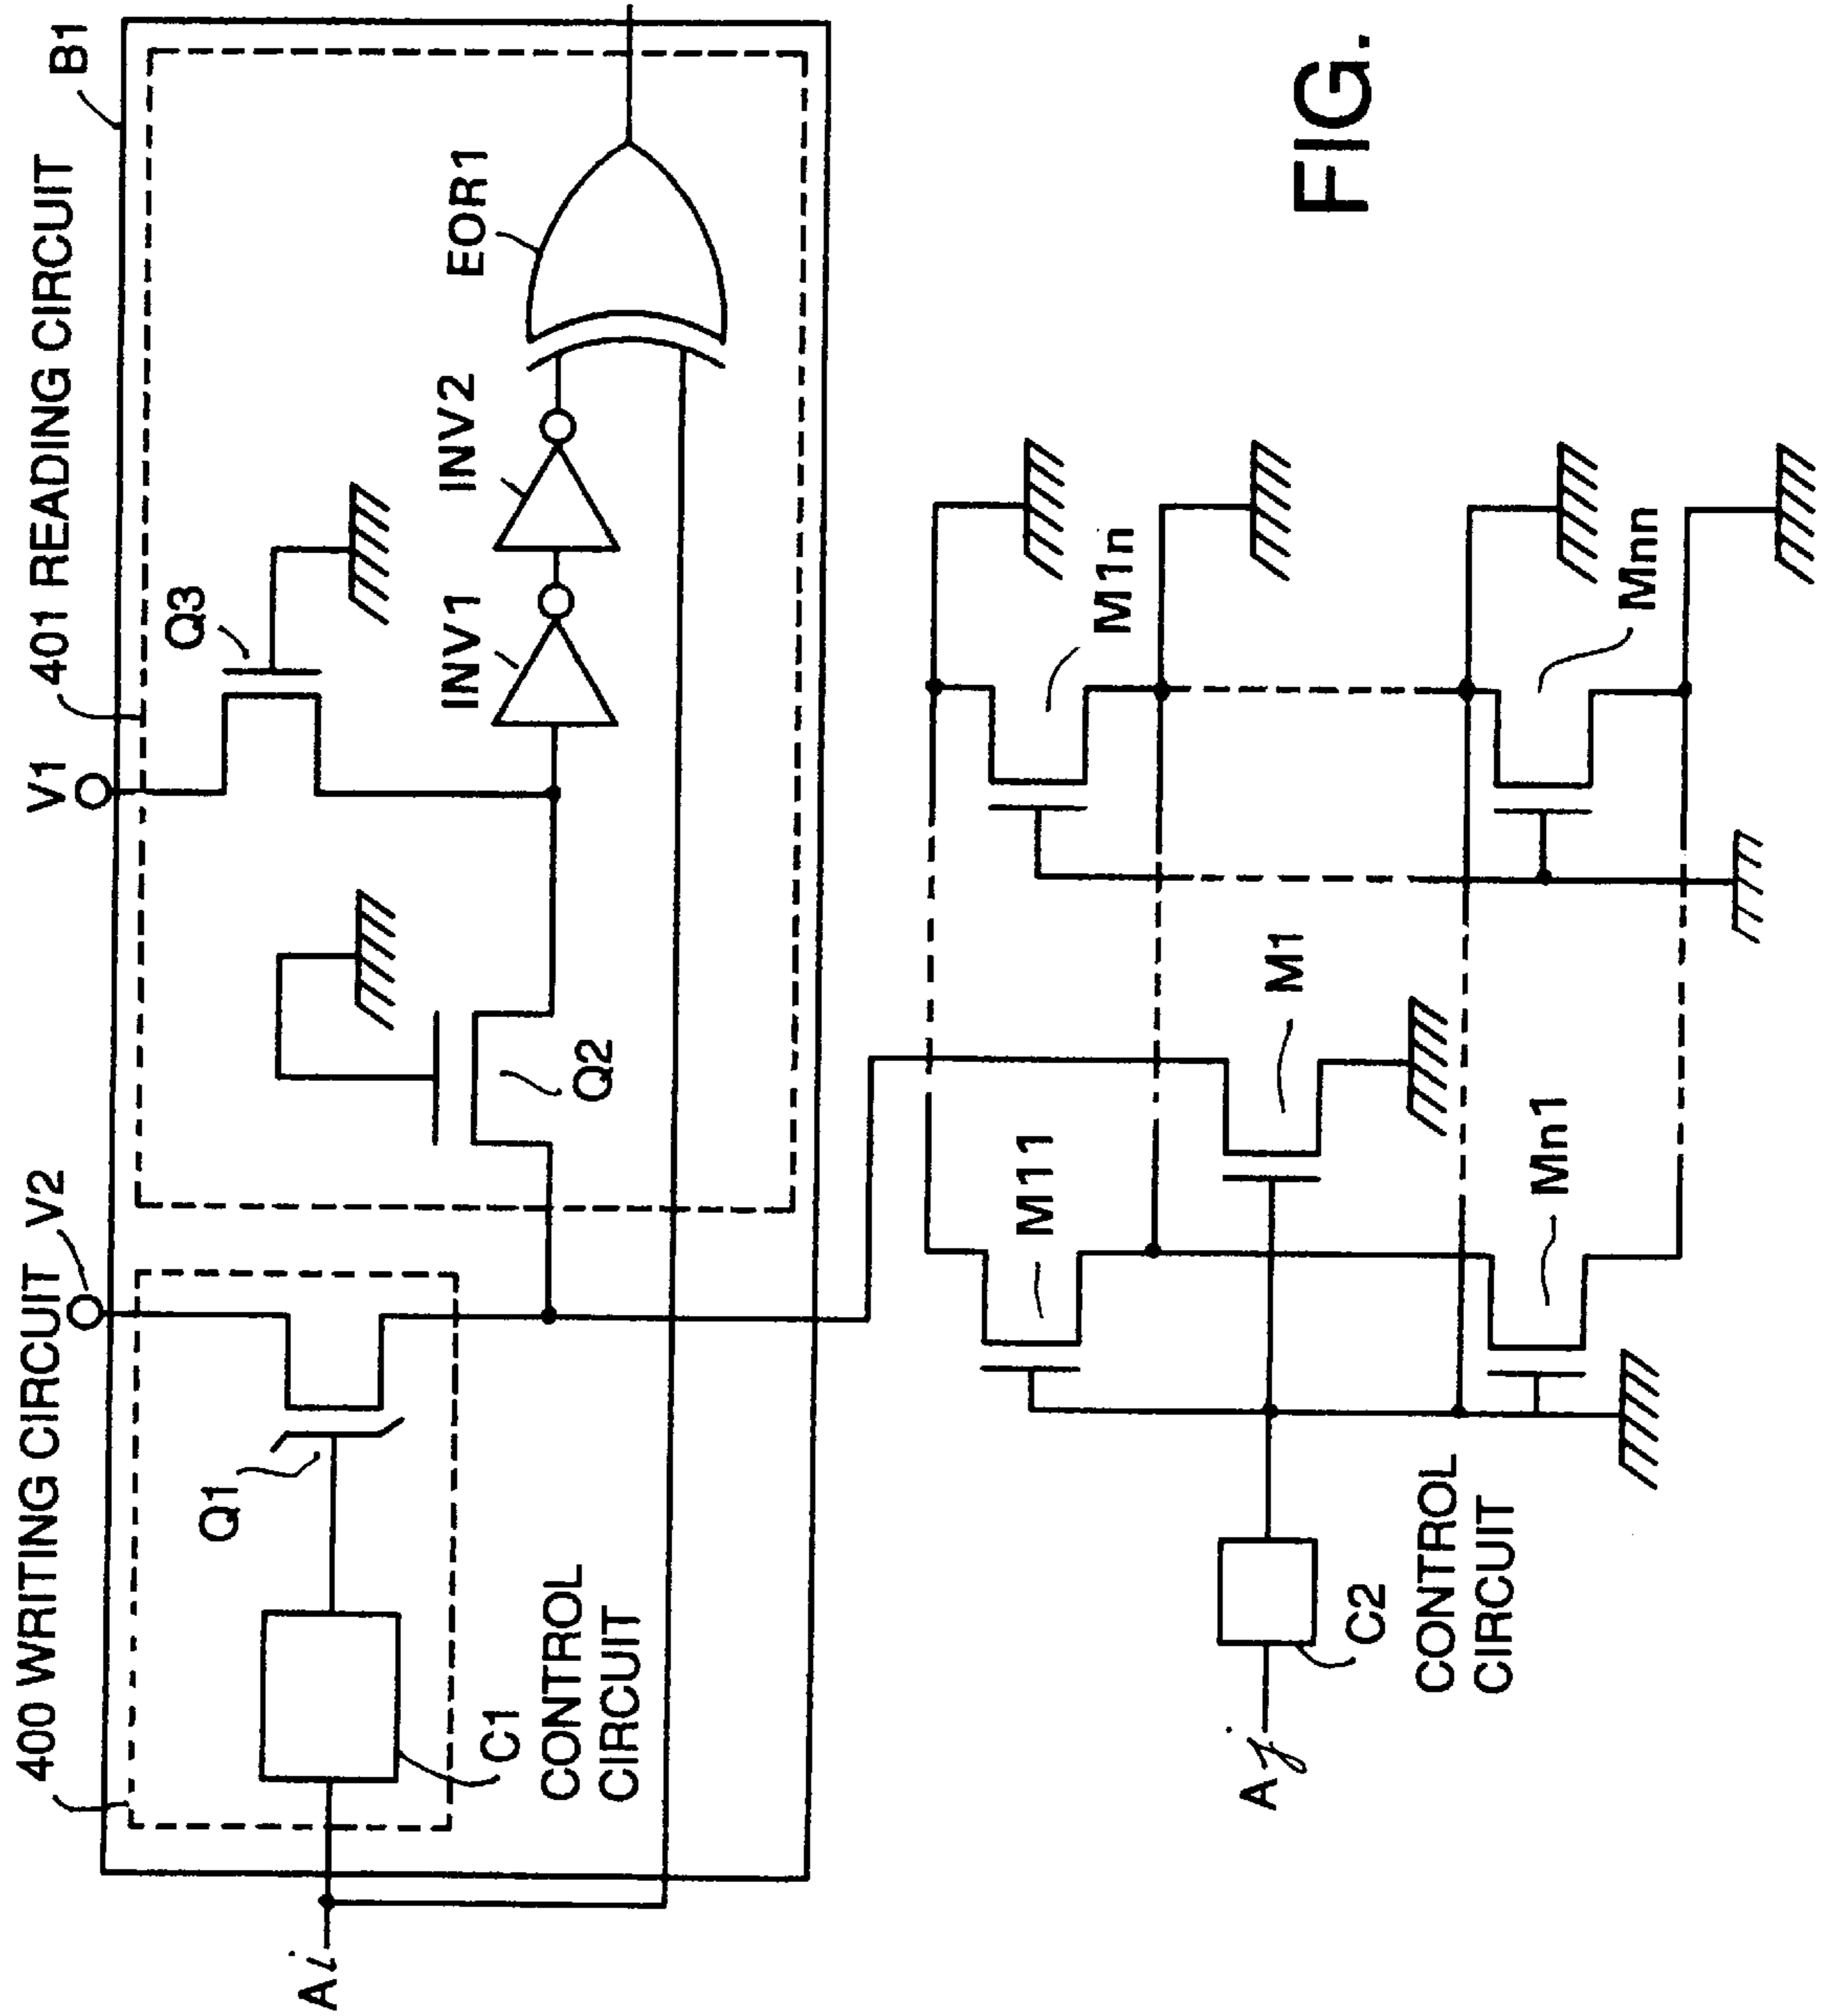 400 WRITING CIRCUIT
V2
V1
401 READING CIRCUIT
B1
Q1
Q3
C1
CONTROL
CIRCUIT
Q2
INV1
INV2
EOR1
Ai
Aj
C2
CONTROL
CIRCUIT
M11
M1
M1n
Mn1
Mnn
FIG.